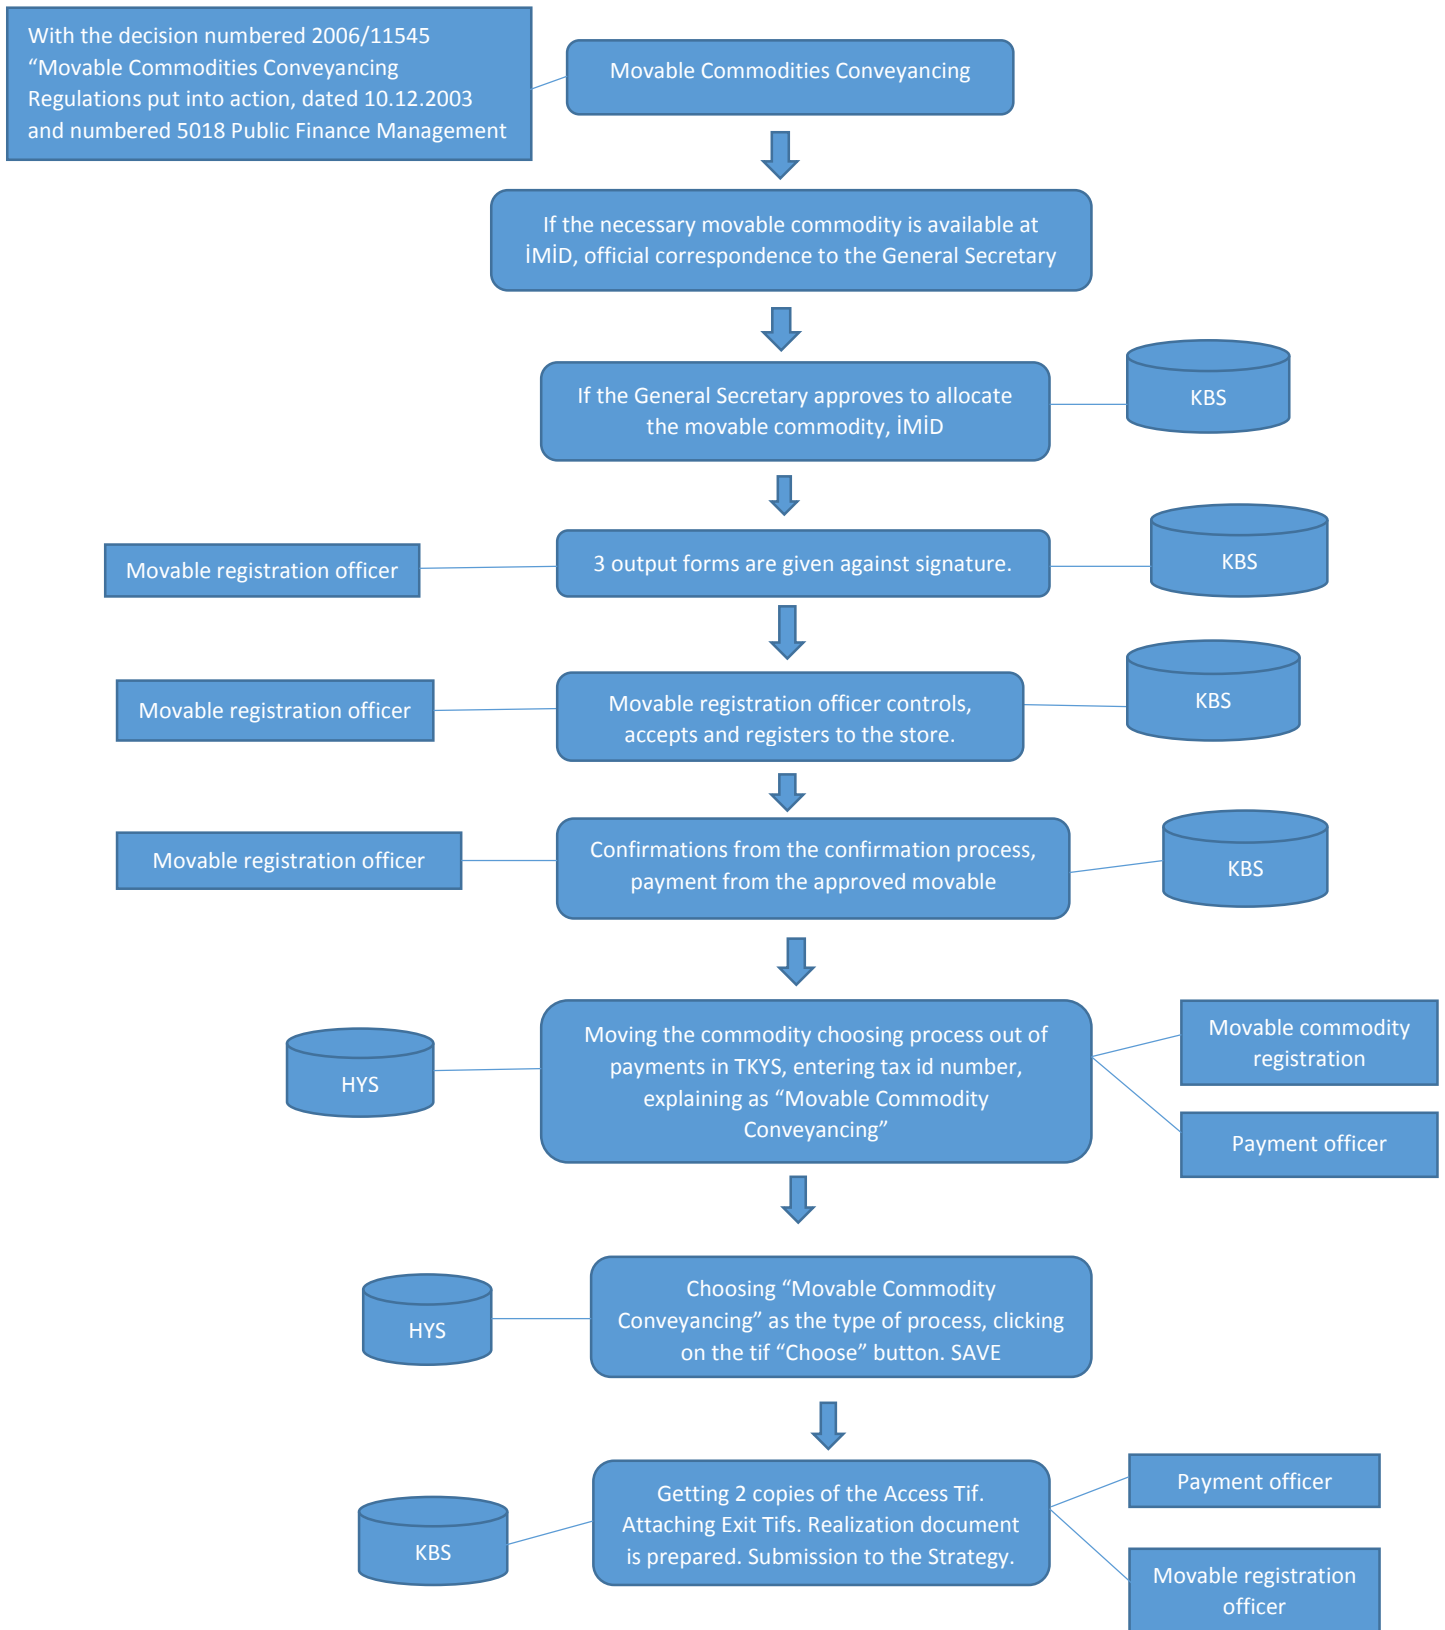 With the decision numbered 2006/11545
“Movable Commodities Conveyancing
Regulations put into action, dated 10.12.2003
and numbered 5018 Public Finance Management
Movable Commodities Conveyancing
If the necessary movable commodity is available at
İMİD, official correspondence to the General Secretary
If the General Secretary approves to allocate
the movable commodity, İMİD
KBS
Movable registration officer
3 output forms are given against signature.
KBS
Movable registration officer
Movable registration officer controls,
accepts and registers to the store.
KBS
Movable registration officer
Confirmations from the confirmation process,
payment from the approved movable
KBS
HYS
Moving the commodity choosing process out of
payments in TKYS, entering tax id number,
explaining as “Movable Commodity
Conveyancing”
Movable commodity
registration
Payment officer
HYS
Choosing “Movable Commodity
Conveyancing” as the type of process, clicking
on the tif “Choose” button. SAVE
KBS
Getting 2 copies of the Access Tif.
Attaching Exit Tifs. Realization document
is prepared. Submission to the Strategy.
Payment officer
Movable registration
officer